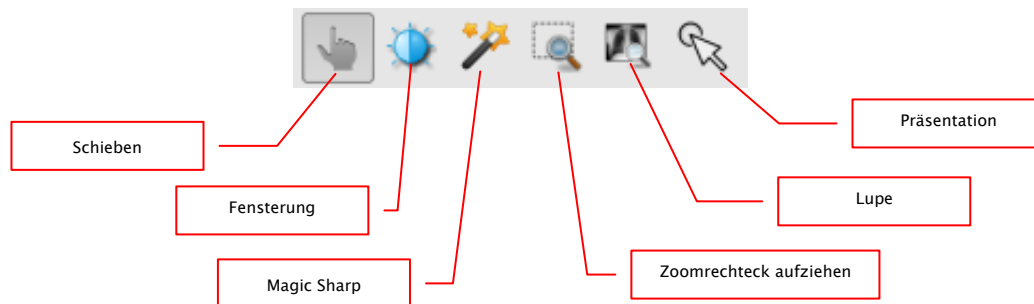 Präsentation
Schieben
Lupe
Fensterung
Zoomrechteck aufziehen
Magic Sharp